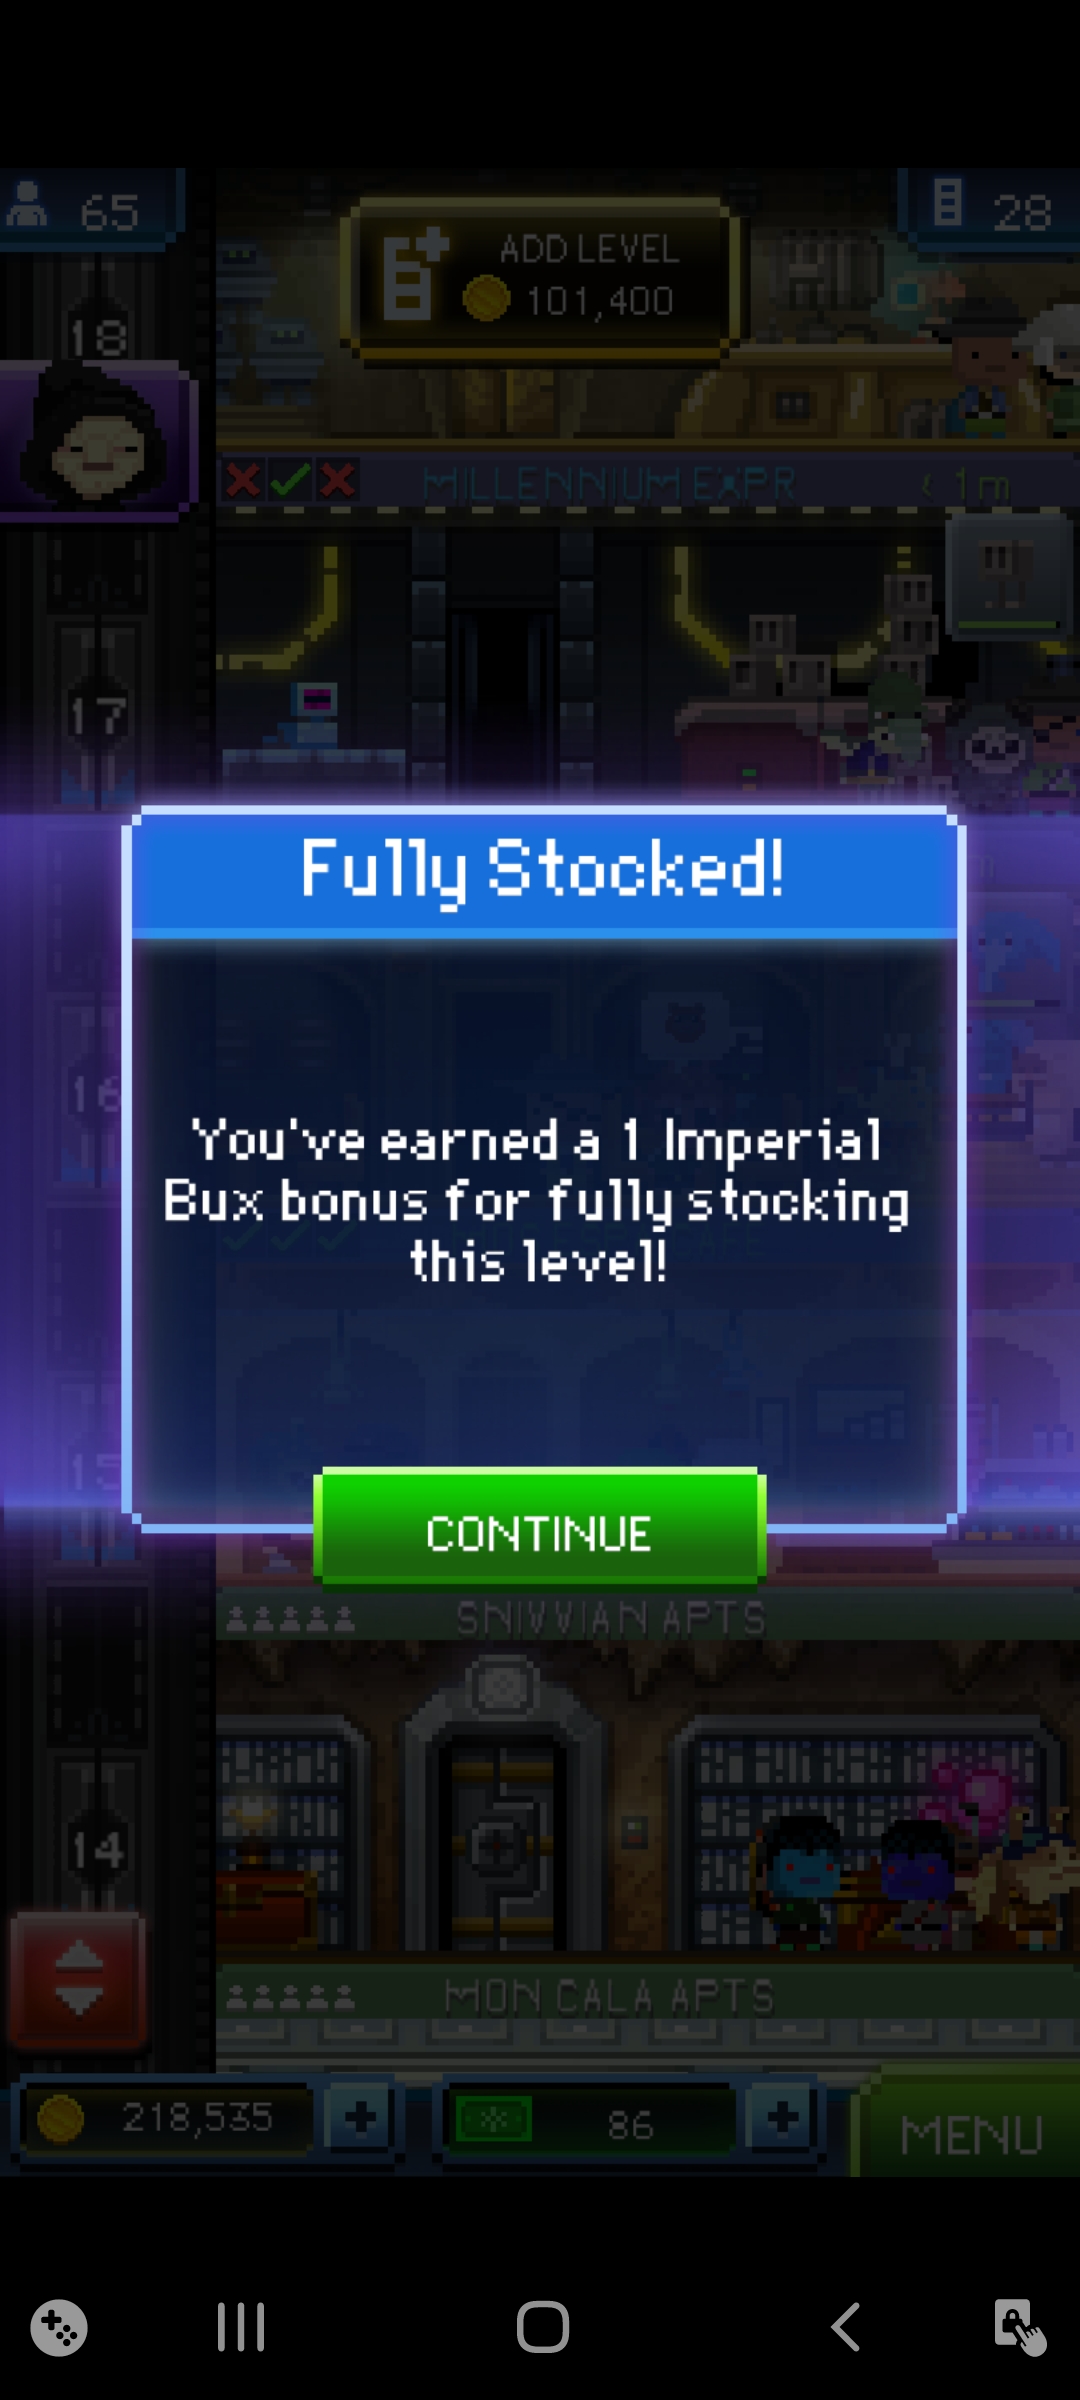 65
ADD LEVEL
101,400
28
18
MILLENNIUM EXPR
< 1m
17
Fully Stocked!
16
You've earned a 1 Imperial
Bux bonus for fully stocking
this level!
15
CONTINUE
SNIVVIAN APTS
14
MON CALA APTS
218,535
86
MENU